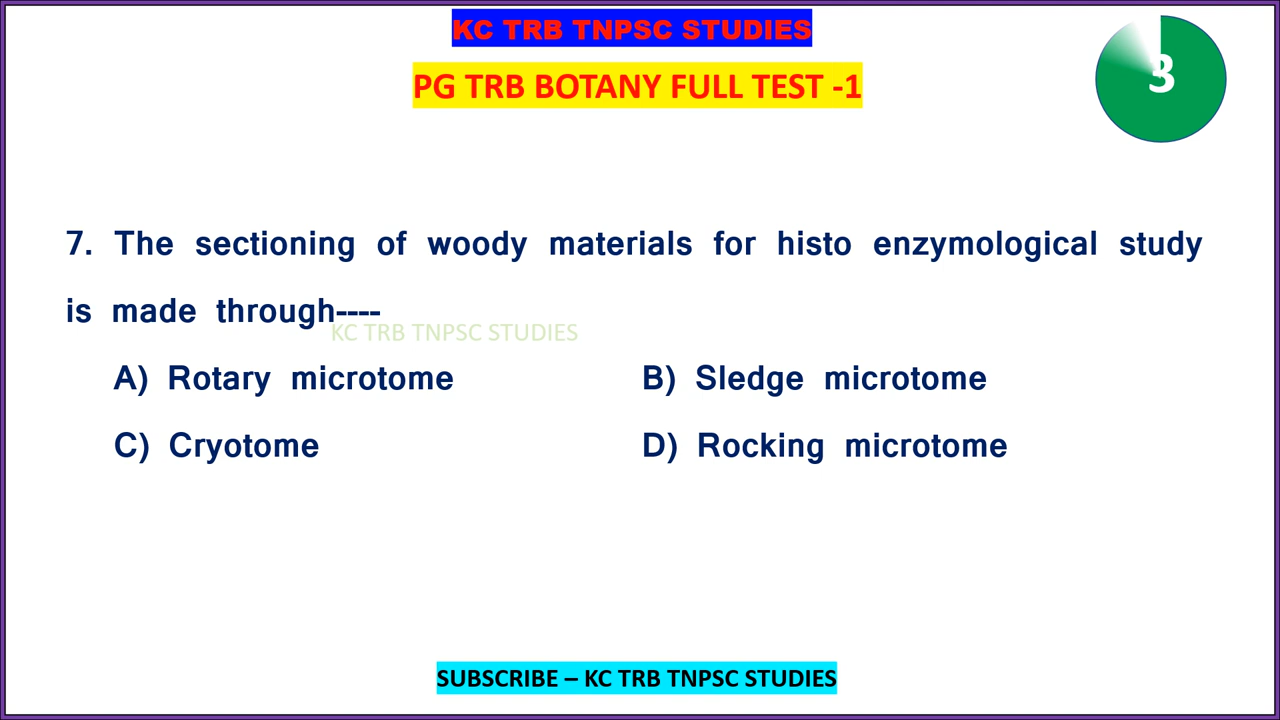 KC TRB TNPSC STUDIES
PG TRB BOTANY FULL TEST -1
3
7. The sectioning of woody materials for histo enzymological study
is made through----
KC TRB TNPSC STUDIES
A) Rotary microtome B) Sledge microtome
C) Cryotome D) Rocking microtome
SUBSCRIBE – KC TRB TNPSC STUDIES